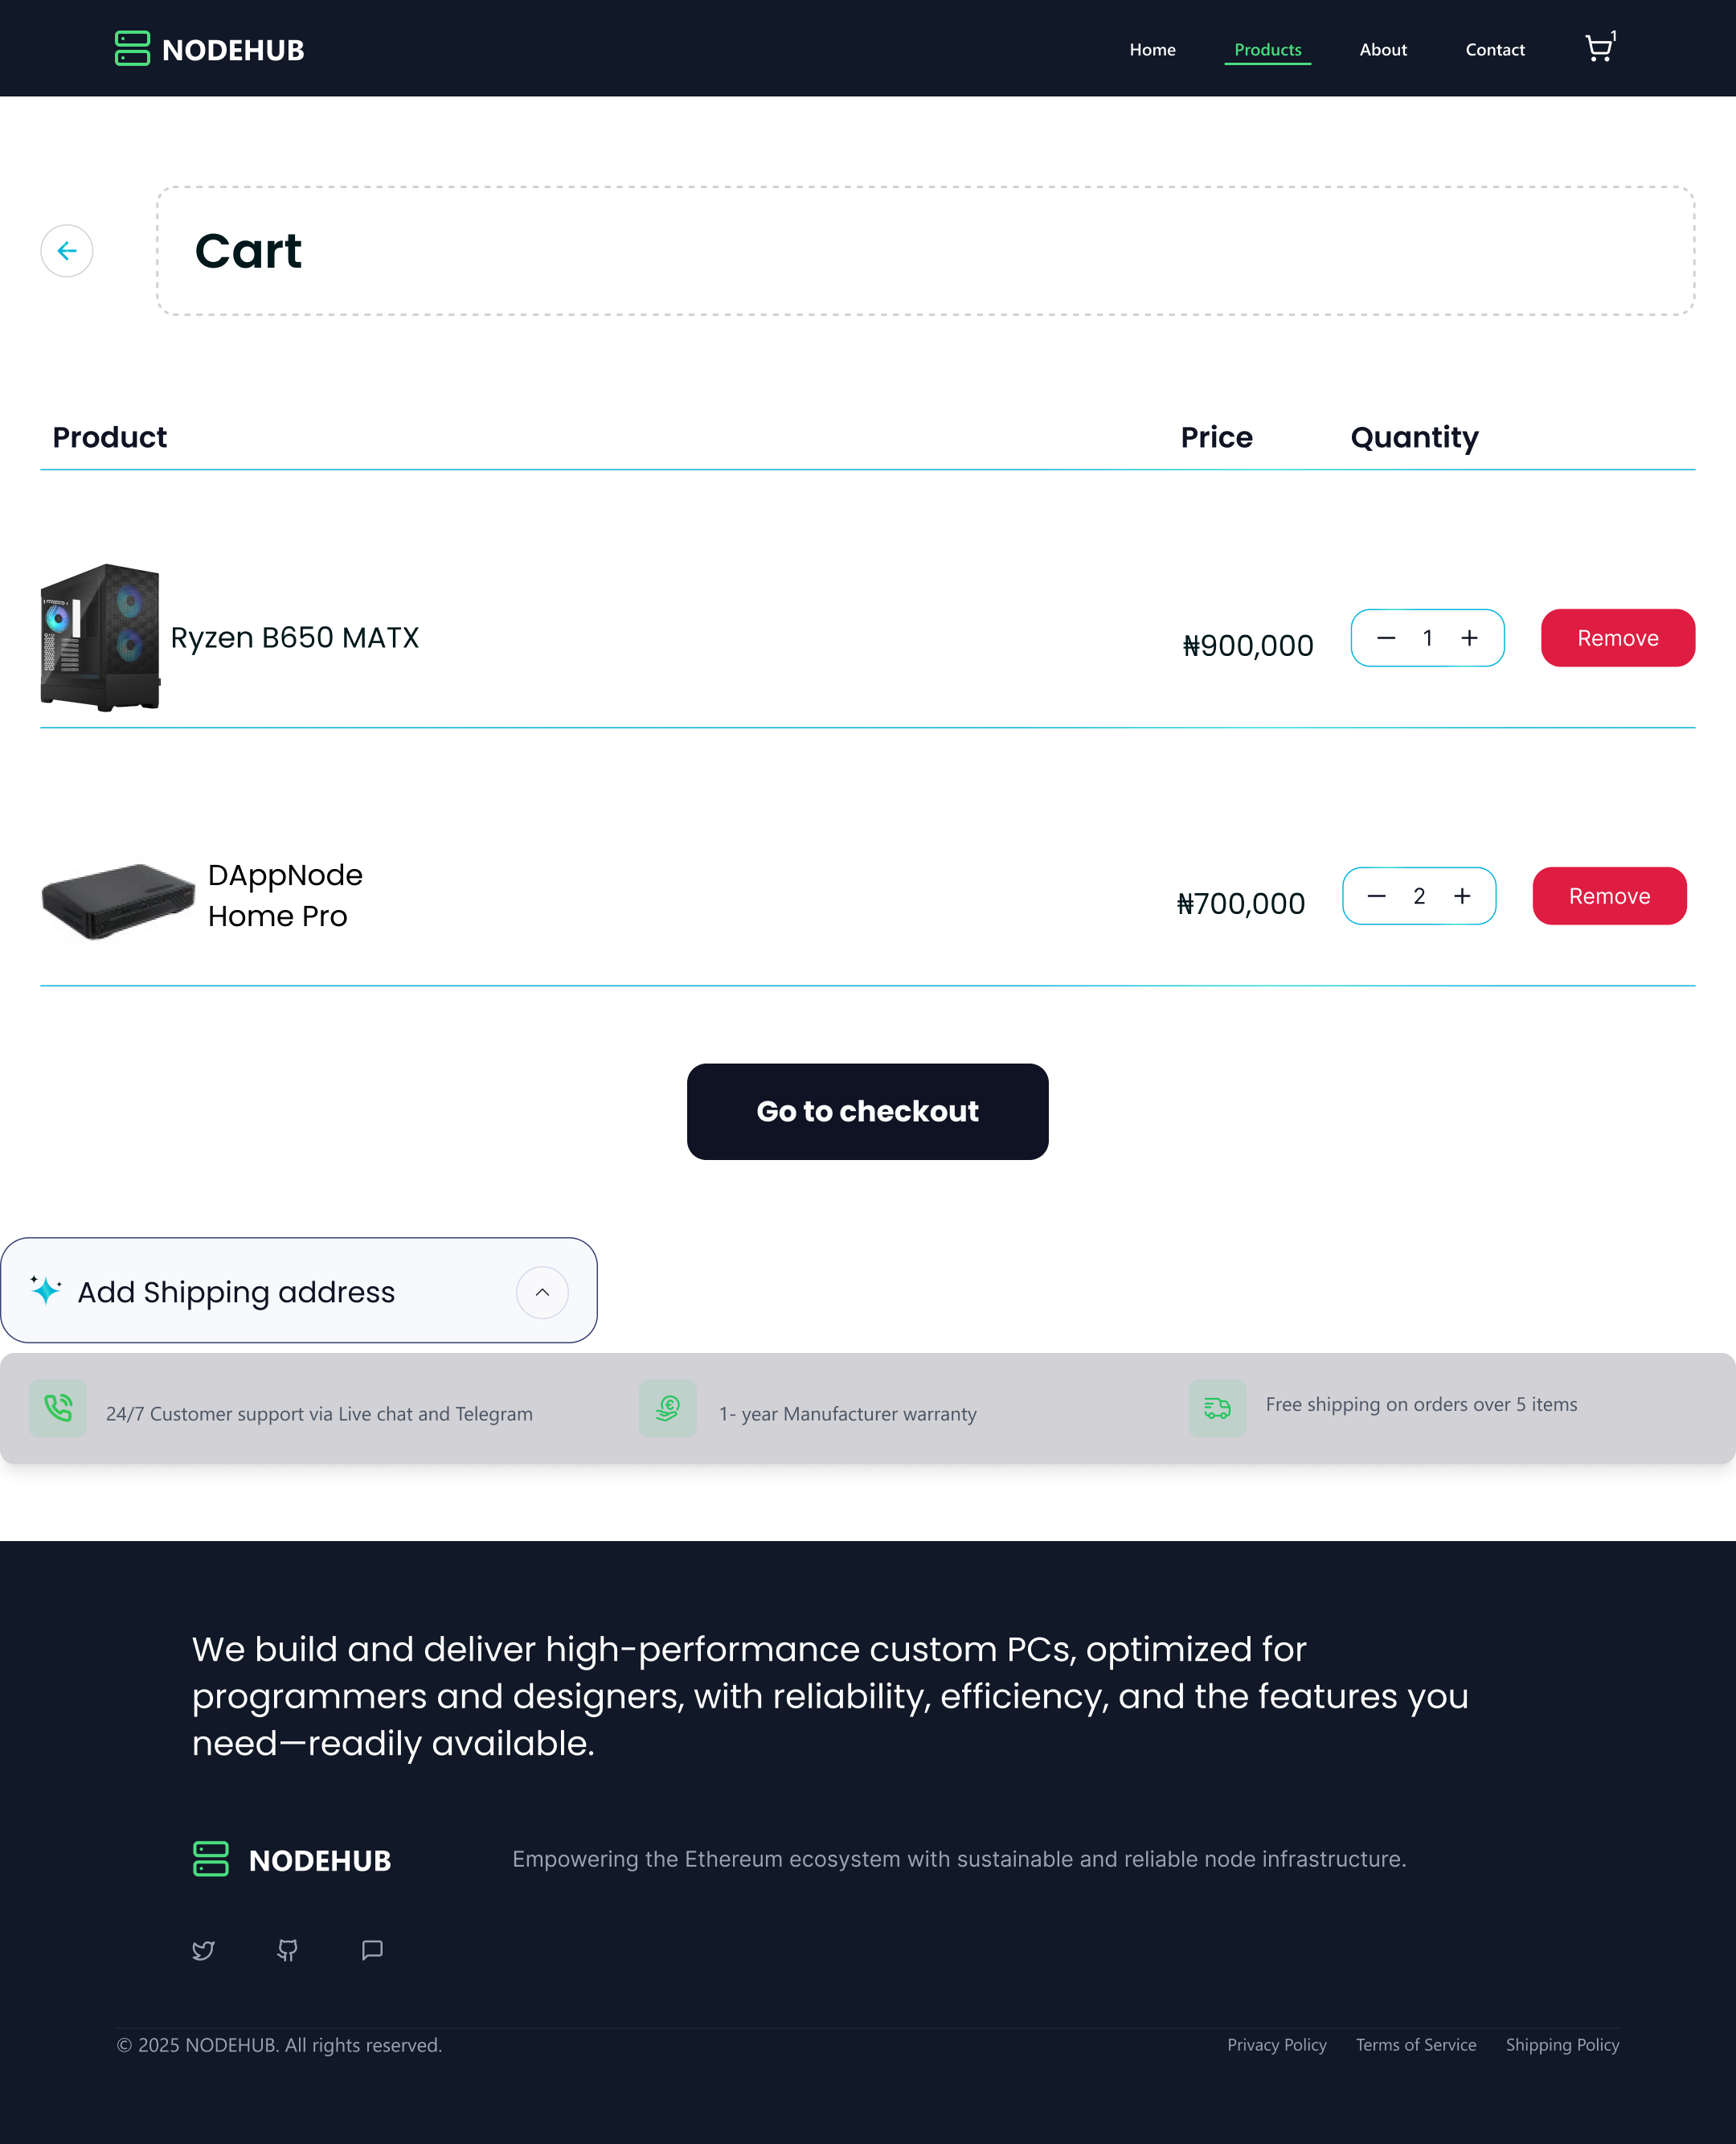 NODEHUB
Home Products About Contact 1
Cart
Product Price Quantity
Ryzen B650 MATX ₦900,000 1 Remove
DAppNode
Home Pro
₦700,000 2 Remove
Go to checkout
Add Shipping address
24/7 Customer support via Live chat and Telegram
1- year Manufacturer warranty
Free shipping on orders over 5 items
We build and deliver high-performance custom PCs, optimized for
programmers and designers, with reliability, efficiency, and the features you
need—readily available.
NODEHUB
Empowering the Ethereum ecosystem with sustainable and reliable node infrastructure.
© 2025 NODEHUB. All rights reserved.
Privacy Policy Terms of Service Shipping Policy